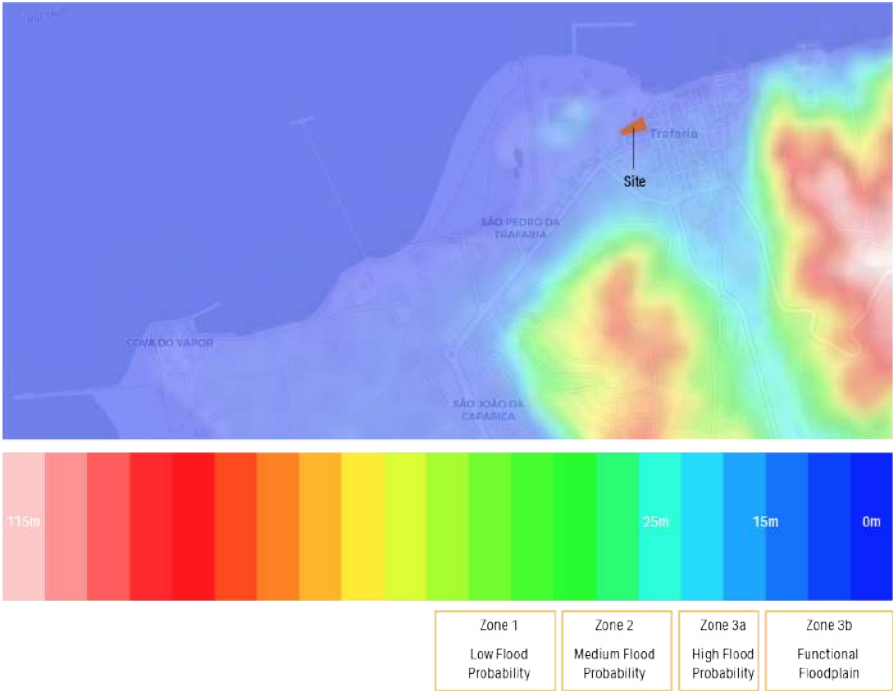 Trafaria
Site
SÃO PEDRO DA
TRAFARIA
COVA DO VAPOR
SÃO JOÃO DA
CAPARICA
115m
25m
15m
0m
Zone 1
Low Flood
Probability
Zone 2
Medium Flood
Probability
Zone 3a
High Flood
Probability
Zone 3b
Functional
Floodplain